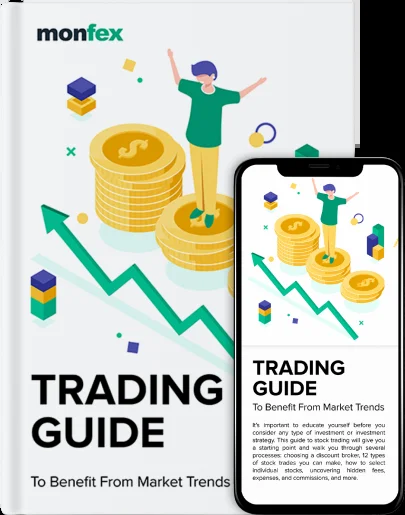 monfex
TRADING
GUIDE
To Benefit From Market Trends
TRADING
GUIDE
To Benefit From Market Trends
It's important to educate yourself before you
consider any type of investment or investment
strategy. This guide to stock trading will give you
a starting point and walk you through several
processes: choosing a discount broker, 12 types
of stock trades you can make, how to select
individual stocks, uncovering hidden fees,
expenses, and commissions, and more.